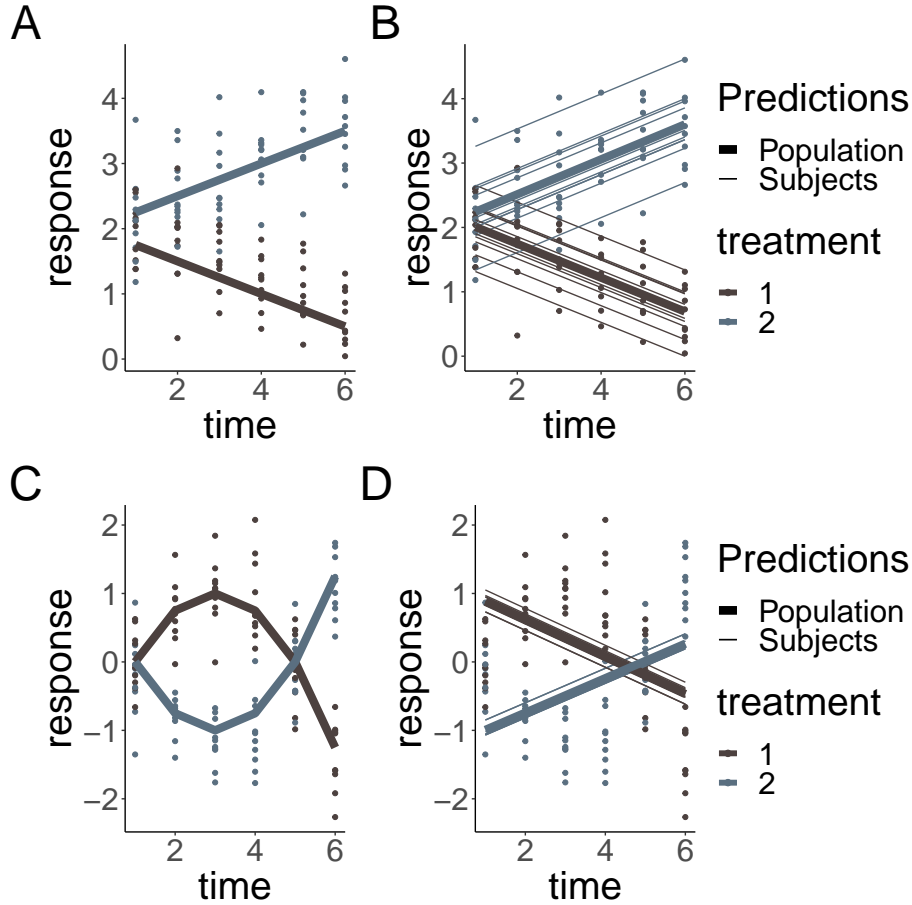 A
response
4
3
2
1
0
2
4
6
time
B
response
4
3
2
1
0
2
4
6
time
Predictions
Population
Subjects
treatment
1
2
C
response
2
1
0
−1
−2
2
4
6
time
D
response
2
1
0
−1
−2
2
4
6
time
Predictions
Population
Subjects
treatment
1
2